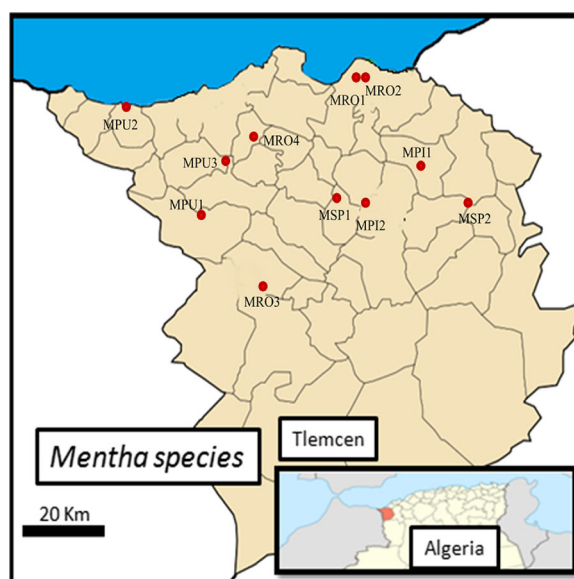 MRO1
MRO2
MPU2
MRO4
MPU3
MPI1
MPU1
MSP1
MPI2
MSP2
MRO3
Tlemcen
Mentha species
20 Km
Algeria